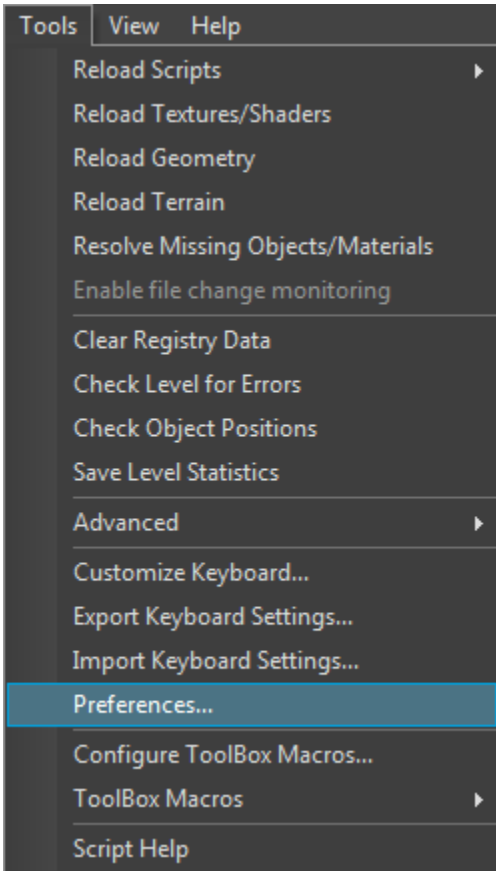 Tools View Help
Reload Scripts
Reload Textures/Shaders
Reload Geometry
Reload Terrain
Resolve Missing Objects/Materials
Enable file change monitoring
Clear Registry Data
Check Level for Errors
Check Object Positions
Save Level Statistics
Advanced
Customize Keyboard...
Export Keyboard Settings...
Import Keyboard Settings...
Preferences...
Configure ToolBox Macros...
ToolBox Macros
Script Help